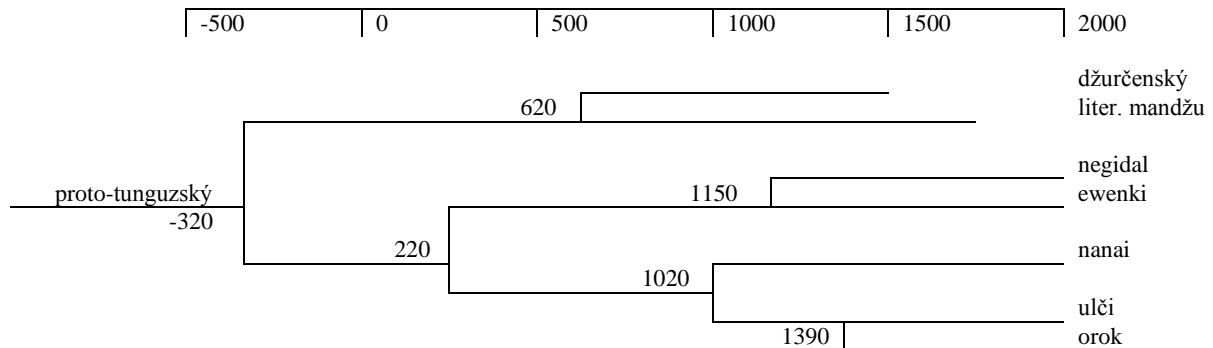 -500 0 500 1000 1500 2000
džurčenský
620 liter. mandžu
negidal
proto-tunguzský 1150 ewenki
-320
220 nanai
1020
ulči
1390 orok